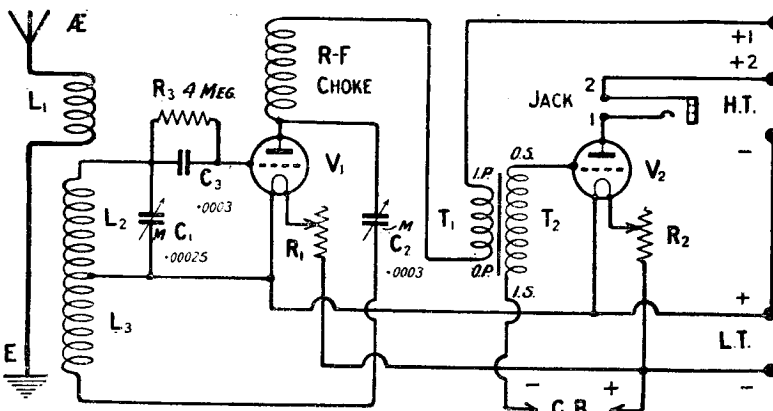 Æ
L1
R-F
CHOKE
R3 4 MEG.
C3
.0003
V1
L2
M C1
.00025
R1
M
C2
.0003
L3
E
T1
I.P.
O.P.
O.S.
T2
I.S.
JACK
2
1
V2
R2
+1
+2
H.T.
-
+
L.T.
-
- C.B. +